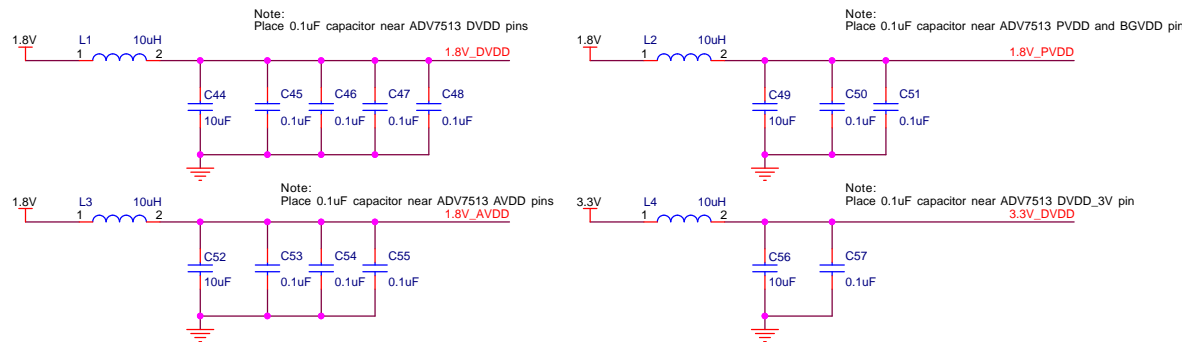 Note:
Place 0.1uF capacitor near ADV7513 DVDD pins
1.8V
L1
10uH
1
2
1.8V_DVDD
C44
10uF
C45
0.1uF
C46
0.1uF
C47
0.1uF
C48
0.1uF
Note:
Place 0.1uF capacitor near ADV7513 PVDD and BGVDD pin
1.8V
L2
10uH
1
2
1.8V_PVDD
C49
10uF
C50
0.1uF
C51
0.1uF
Note:
Place 0.1uF capacitor near ADV7513 AVDD pins
1.8V
L3
10uH
1
2
1.8V_AVDD
C52
10uF
C53
0.1uF
C54
0.1uF
C55
0.1uF
Note:
Place 0.1uF capacitor near ADV7513 DVDD_3V pin
3.3V
L4
10uH
1
2
3.3V_DVDD
C56
10uF
C57
0.1uF